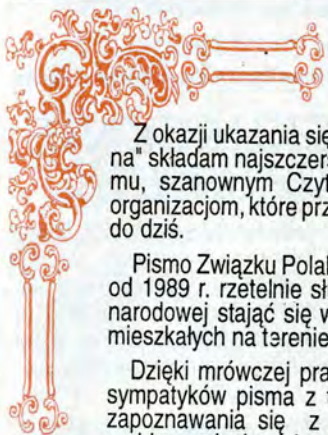 Z okazji ukazania się
na" składam najszczers
mu, szanownym Czyt
organizacjom, które prz
do dziś.
Pismo Związku Polak
od 1989 r. rzetelnie sł
narodowej stająć się w
mieszkałych na terenie
Dzięki mrówczej pra
sympatyków pisma z t
zapoznawania się z